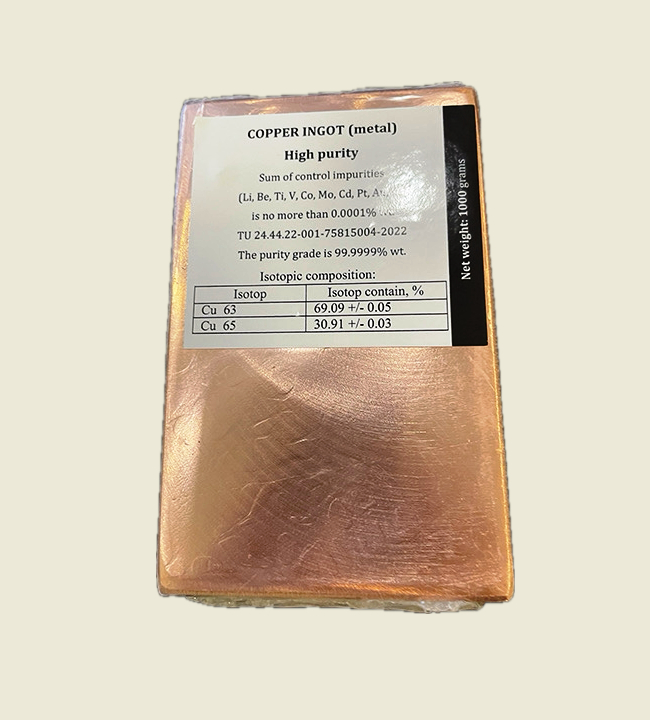 COPPER INGOT (metal)
High purity
Sum of control impurities
(Li, Be, Ti, V, Co, Mo, Cd, Pt,
is no more than 0.0001%
TU 24.44.22-001-75815004-2022
The purity grade is 99.9999% wt.
Isotopic composition:
Isotop Isotop contain, %
Cu 63 69.09 +/- 0.05
Cu 65 30.91 +/- 0.03
Net weight: 1000 grams